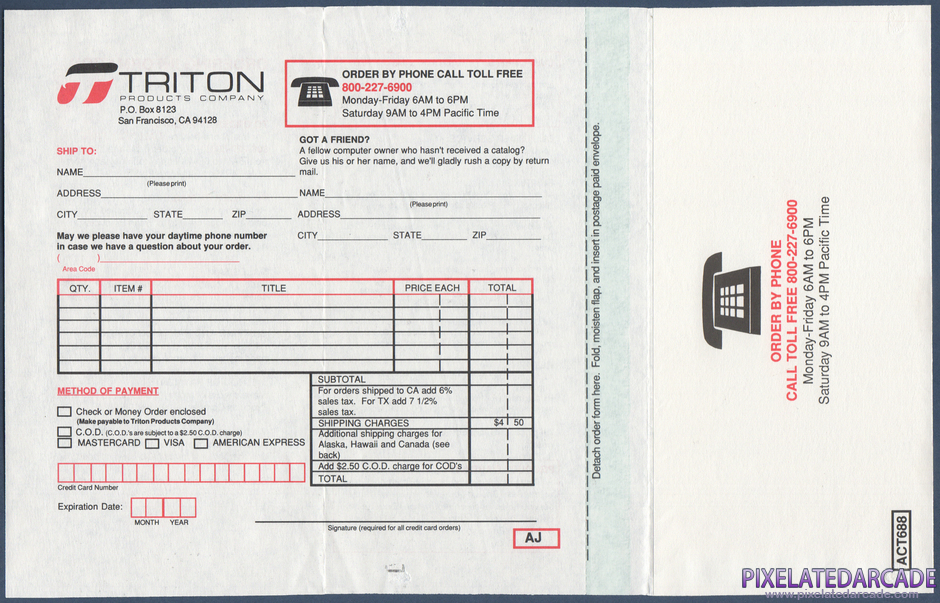 TRITON
PRODUCTS COMPANY
P.O. Box 8123
San Francisco, CA 94128
ORDER BY PHONE CALL TOLL FREE
800-227-6900
Monday-Friday 6AM to 6PM
Saturday 9AM to 4PM Pacific Time
SHIP TO:
NAME
(Please print)
ADDRESS
CITY STATE ZIP
May we please have your daytime phone number
in case we have a question about your order.
( )
Area Code
GOT A FRIEND?
A fellow computer owner who hasn't received a catalog?
Give us his or her name, and we'll gladly rush a copy by return
mail.
NAME
(Please print)
ADDRESS
CITY STATE ZIP
QTY. ITEM # TITLE PRICE EACH TOTAL
METHOD OF PAYMENT
Check or Money Order enclosed
(Make payable to Triton Products Company)
C.O.D. (C.O.D.'s are subject to a $2.50 C.O.D. charge)
MASTERCARD VISA AMERICAN EXPRESS
Credit Card Number
Expiration Date:
MONTH YEAR
SUBTOTAL
For orders shipped to CA add 6%
sales tax. For TX add 7 1/2%
sales tax.
SHIPPING CHARGES $4 50
Additional shipping charges for
Alaska, Hawaii and Canada (see
back)
Add $2.50 C.O.D. charge for COD's
TOTAL
Signature (required for all credit card orders)
AJ
Detach order form here. Fold, moisten flap, and insert in postage paid envelope.
ORDER BY PHONE
CALL TOLL FREE 800-227-6900
Monday-Friday 6AM to 6PM
Saturday 9AM to 4PM Pacific Time
ACT688
PIXELATEDARCADE
www.pixelatedarcade.com